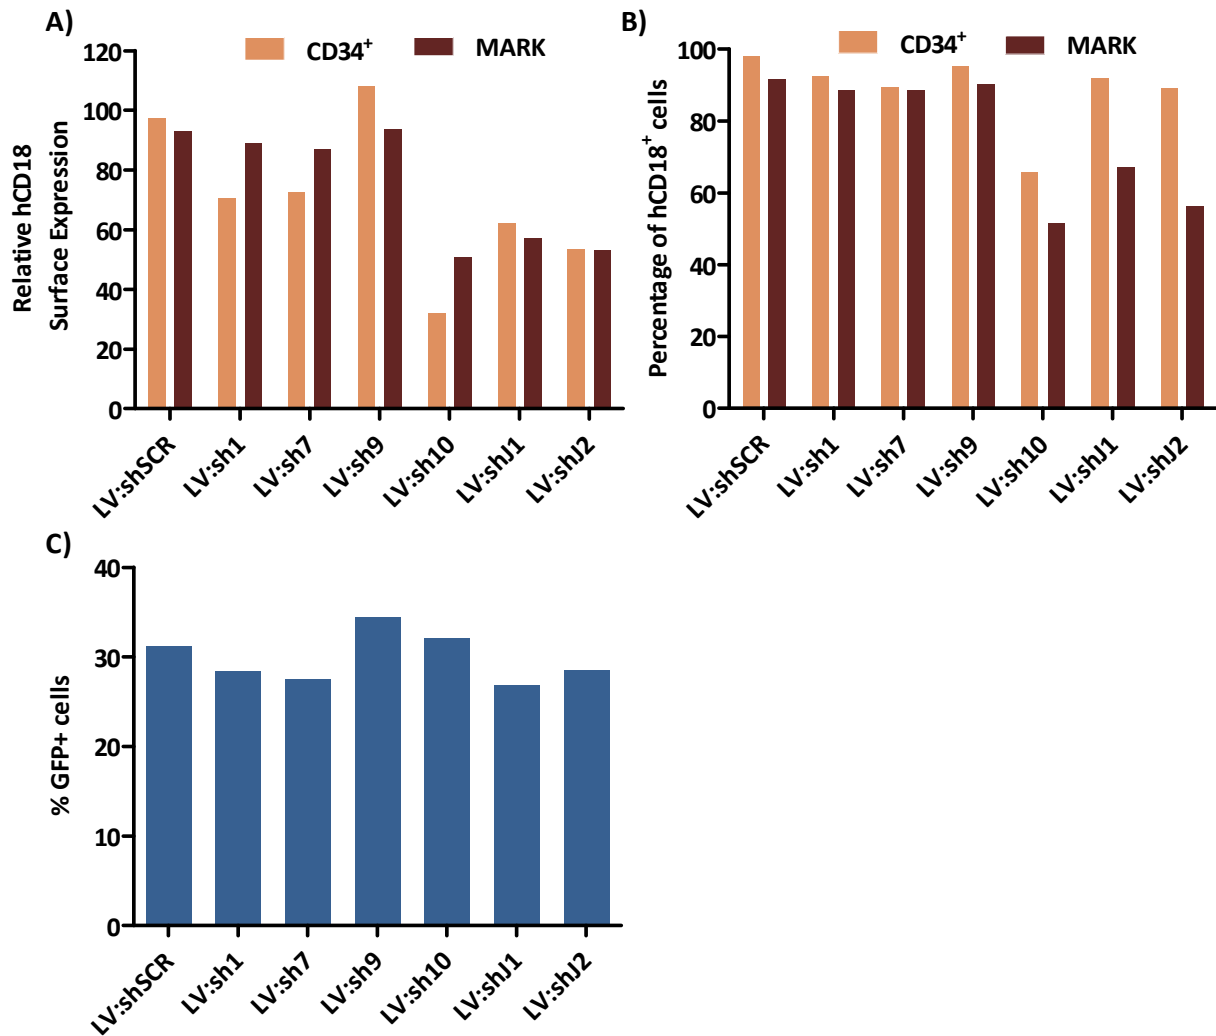 A)
CD34⁺ MARK
Relative hCD18
Surface Expression
120
100
80
60
40
20
0
LV:shSCR LV:sh1 LV:sh7 LV:sh9 LV:sh10 LV:shJ1 LV:shJ2
B)
CD34⁺ MARK
Percentage of hCD18⁺ cells
100
80
60
40
20
0
LV:shSCR LV:sh1 LV:sh7 LV:sh9 LV:sh10 LV:shJ1 LV:shJ2
C)
% GFP+ cells
40
30
20
10
0
LV:shSCR LV:sh1 LV:sh7 LV:sh9 LV:sh10 LV:shJ1 LV:shJ2